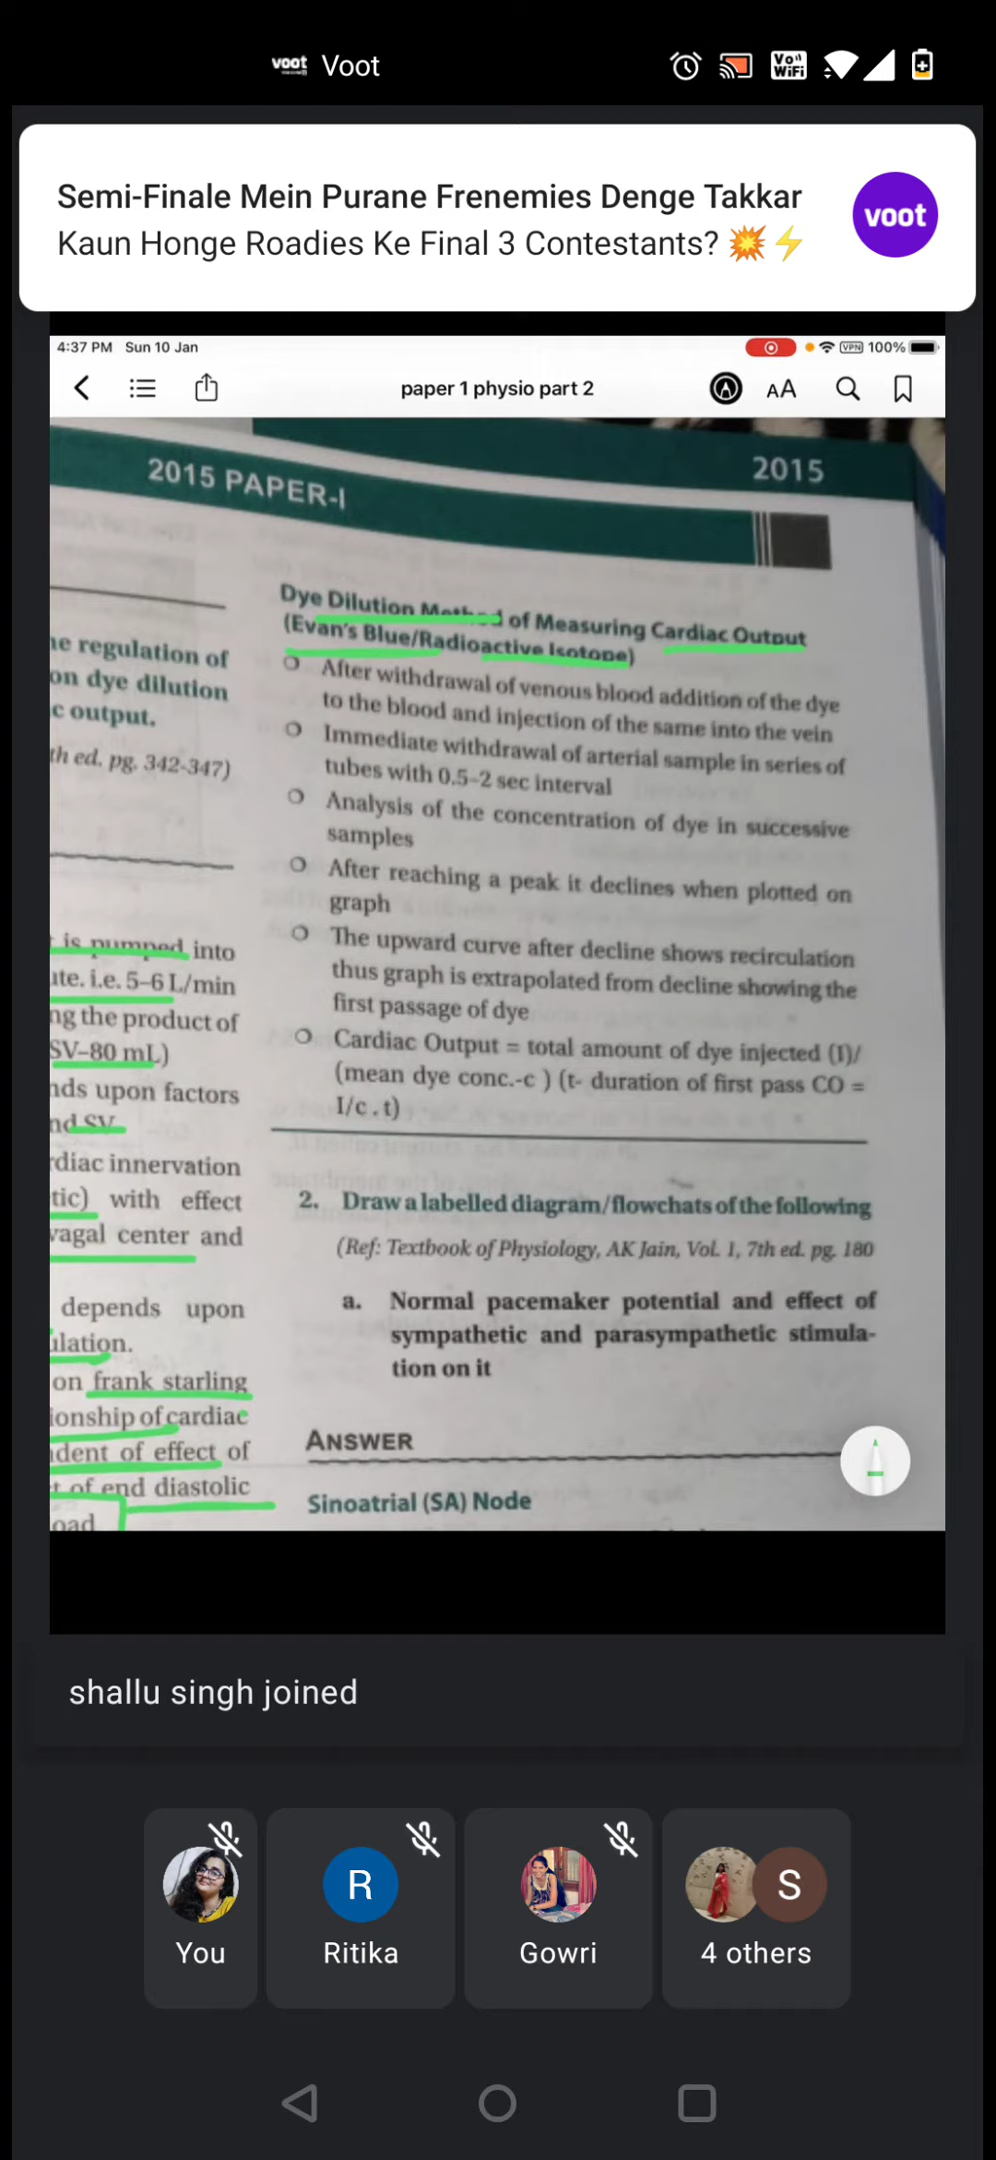 voot Voot
Vo
WiFi
Semi-Finale Mein Purane Frenemies Denge Takkar
Kaun Honge Roadies Ke Final 3 Contestants? 💥⚡
voot
4:37 PM Sun 10 Jan
VPN 100%
paper 1 physio part 2
AA
2015 PAPER-I
2015
regulation of
on dye dilution
c output.
th ed. pg. 342-347)
is pumped into
ute. i.e. 5–6 L/min
ng the product of
SV–80 mL)
nds upon factors
nd SV
rdiac innervation
tic) with effect
vagal center and
depends upon
ulation.
on frank starling
ionship of cardiac
ident of effect of
t of end diastolic
oad
Dye Dilution Method of Measuring Cardiac Output
(Evan's Blue/Radioactive Isotope)
After withdrawal of venous blood addition of the dye
to the blood and injection of the same into the vein
Immediate withdrawal of arterial sample in series of
tubes with 0.5–2 sec interval
Analysis of the concentration of dye in successive
samples
After reaching a peak it declines when plotted on
graph
The upward curve after decline shows recirculation
thus graph is extrapolated from decline showing the
first passage of dye
Cardiac Output = total amount of dye injected (I)/
(mean dye conc.-c ) (t- duration of first pass CO =
I/c . t)
2. Draw a labelled diagram/flowchats of the following
(Ref: Textbook of Physiology, AK Jain, Vol. 1, 7th ed. pg. 180
a. Normal pacemaker potential and effect of
sympathetic and parasympathetic stimula-
tion on it
ANSWER
Sinoatrial (SA) Node
shallu singh joined
R
S
You
Ritika
Gowri
4 others